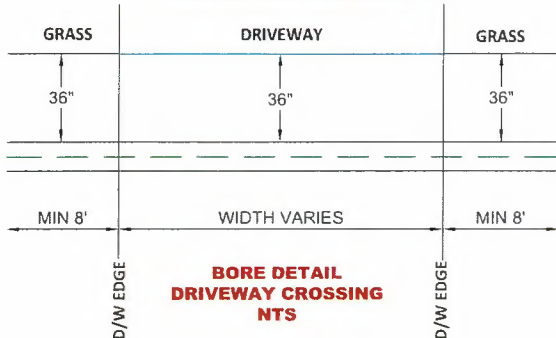 GRASS DRIVEWAY GRASS
36" 36" 36"
MIN 8' WIDTH VARIES MIN 8'
D/W EDGE
BORE DETAIL
DRIVEWAY CROSSING
NTS
D/W EDGE